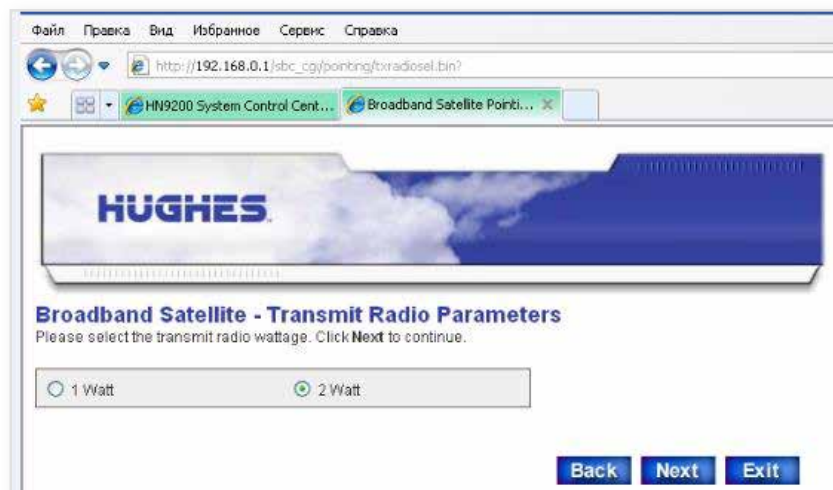 Файл Правка Вид Избранное Сервис Справка
http://192.168.0.1/sbc_cgi/pointing/txradiosel.bin?
HN9200 System Control Cent... Broadband Satellite Pointi...
HUGHES
Broadband Satellite - Transmit Radio Parameters
Please select the transmit radio wattage. Click Next to continue.
1 Watt 2 Watt
Back Next Exit